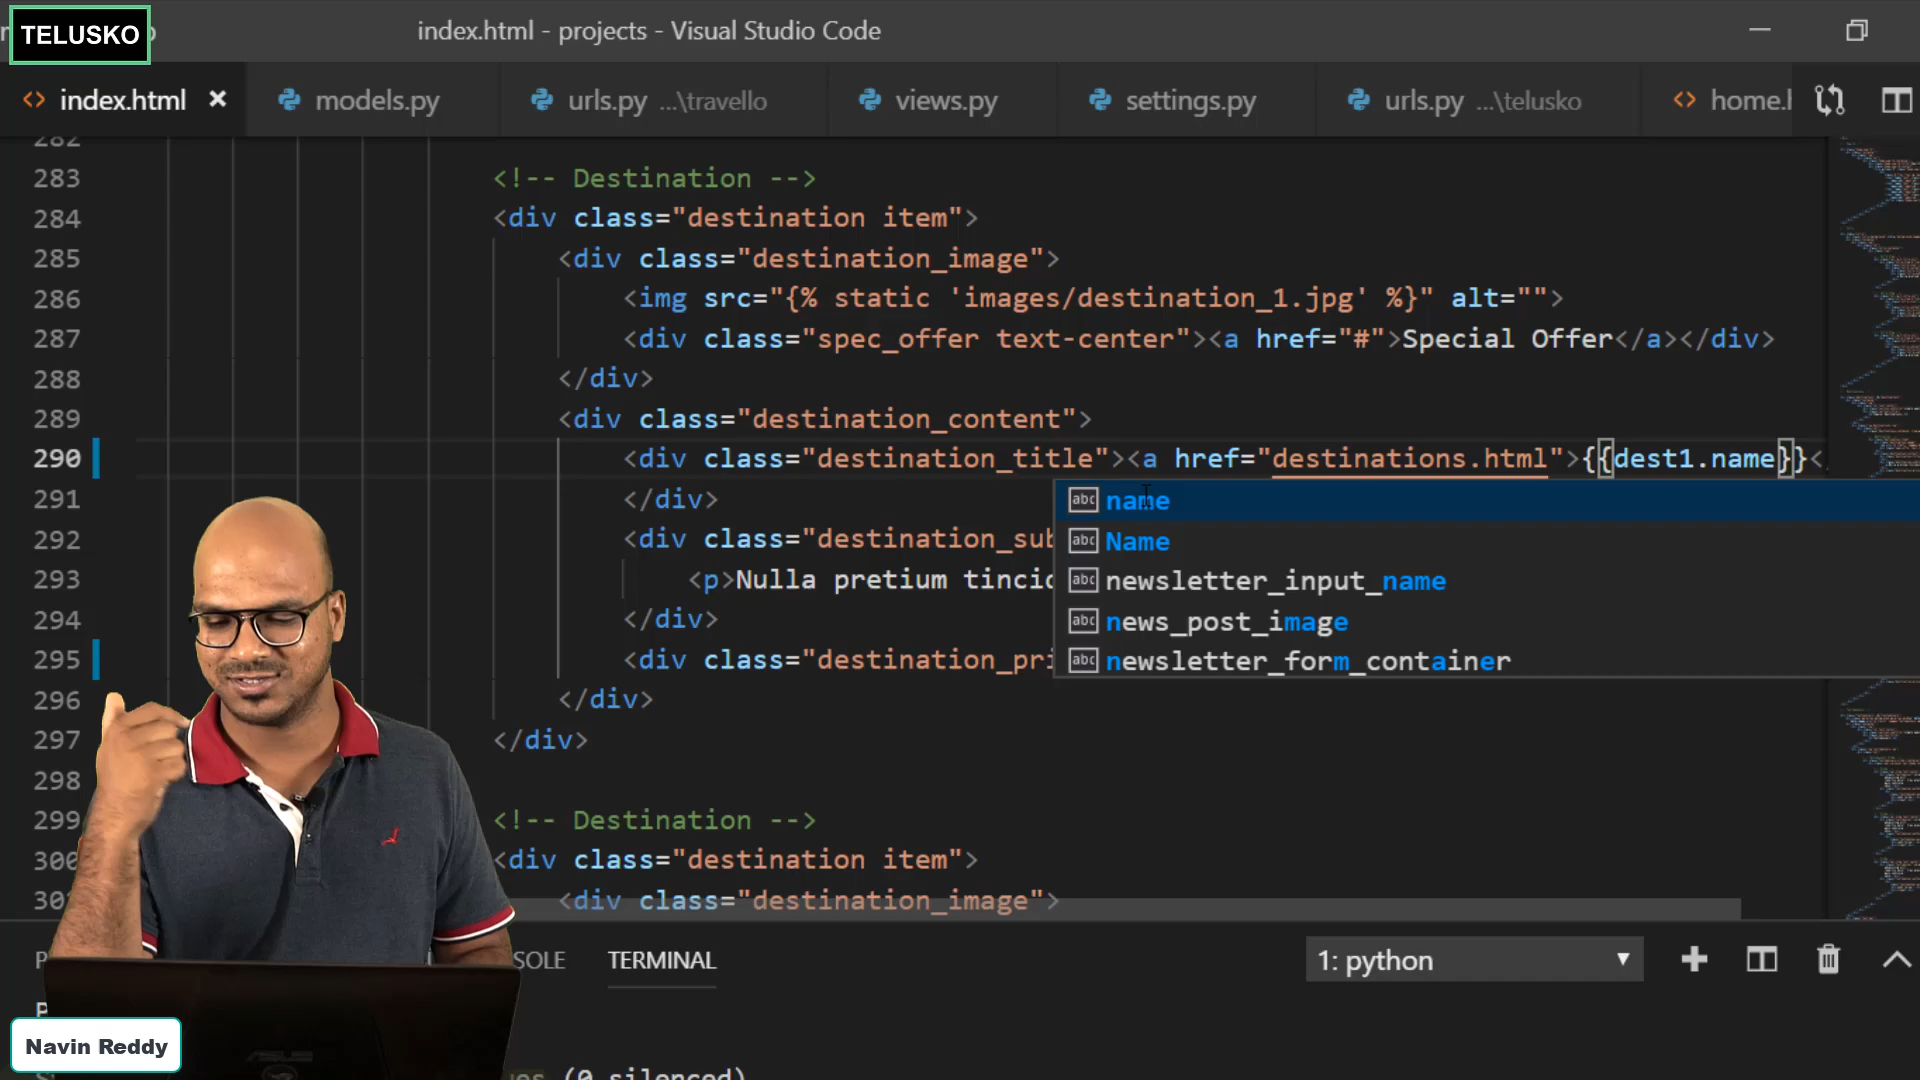 TELUSKO
index.html - projects - Visual Studio Code
index.html
models.py
urls.py ...\travello
views.py
settings.py
urls.py ...\telusko
home.
282
283 <!-- Destination -->
284 <div class="destination item">
285 <div class="destination_image">
286 <img src="{% static 'images/destination_1.jpg' %}" alt="">
287 <div class="spec_offer text-center"><a href="#">Special Offer</a></div>
288 </div>
289 <div class="destination_content">
290 <div class="destination_title"><a href="destinations.html">{{dest1.name}}<
291 </div>
292 <div class="destination_sub
293 <p>Nulla pretium tincid
294 </div>
295 <div class="destination_pri
296 </div>
297 </div>
298
299 <!-- Destination -->
300 <div class="destination item">
<div class="destination_image">
abc name
abc Name
abc newsletter_input_name
abc news_post_image
abc newsletter_form_container
SOLE
TERMINAL
1: python
Navin Reddy
(0 silenced)